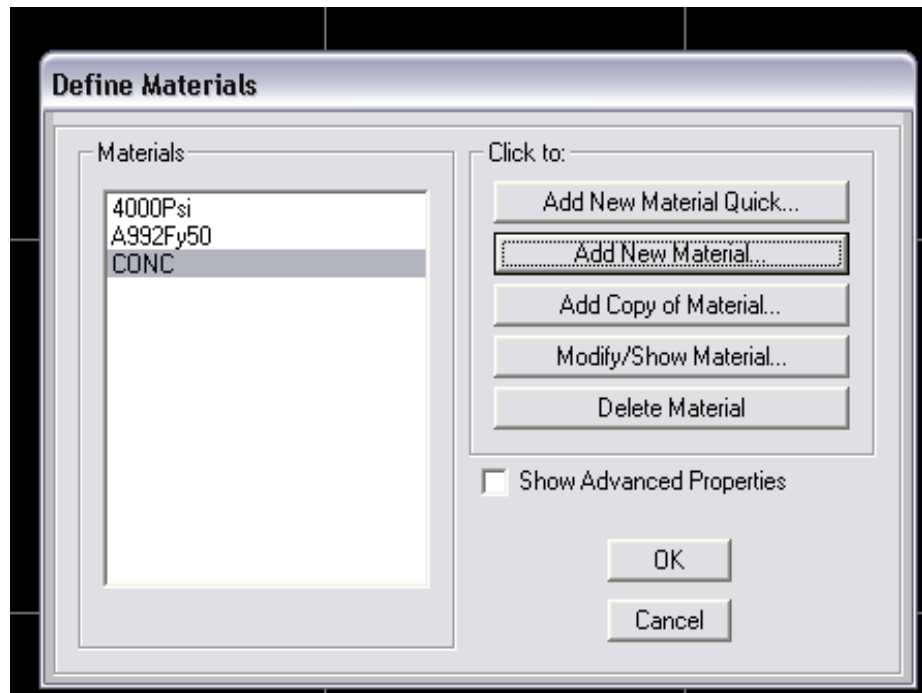 Define Materials
Materials
4000Psi
A992Fy50
CONC
Click to:
Add New Material Quick...
Add New Material...
Add Copy of Material...
Modify/Show Material...
Delete Material
Show Advanced Properties
OK
Cancel